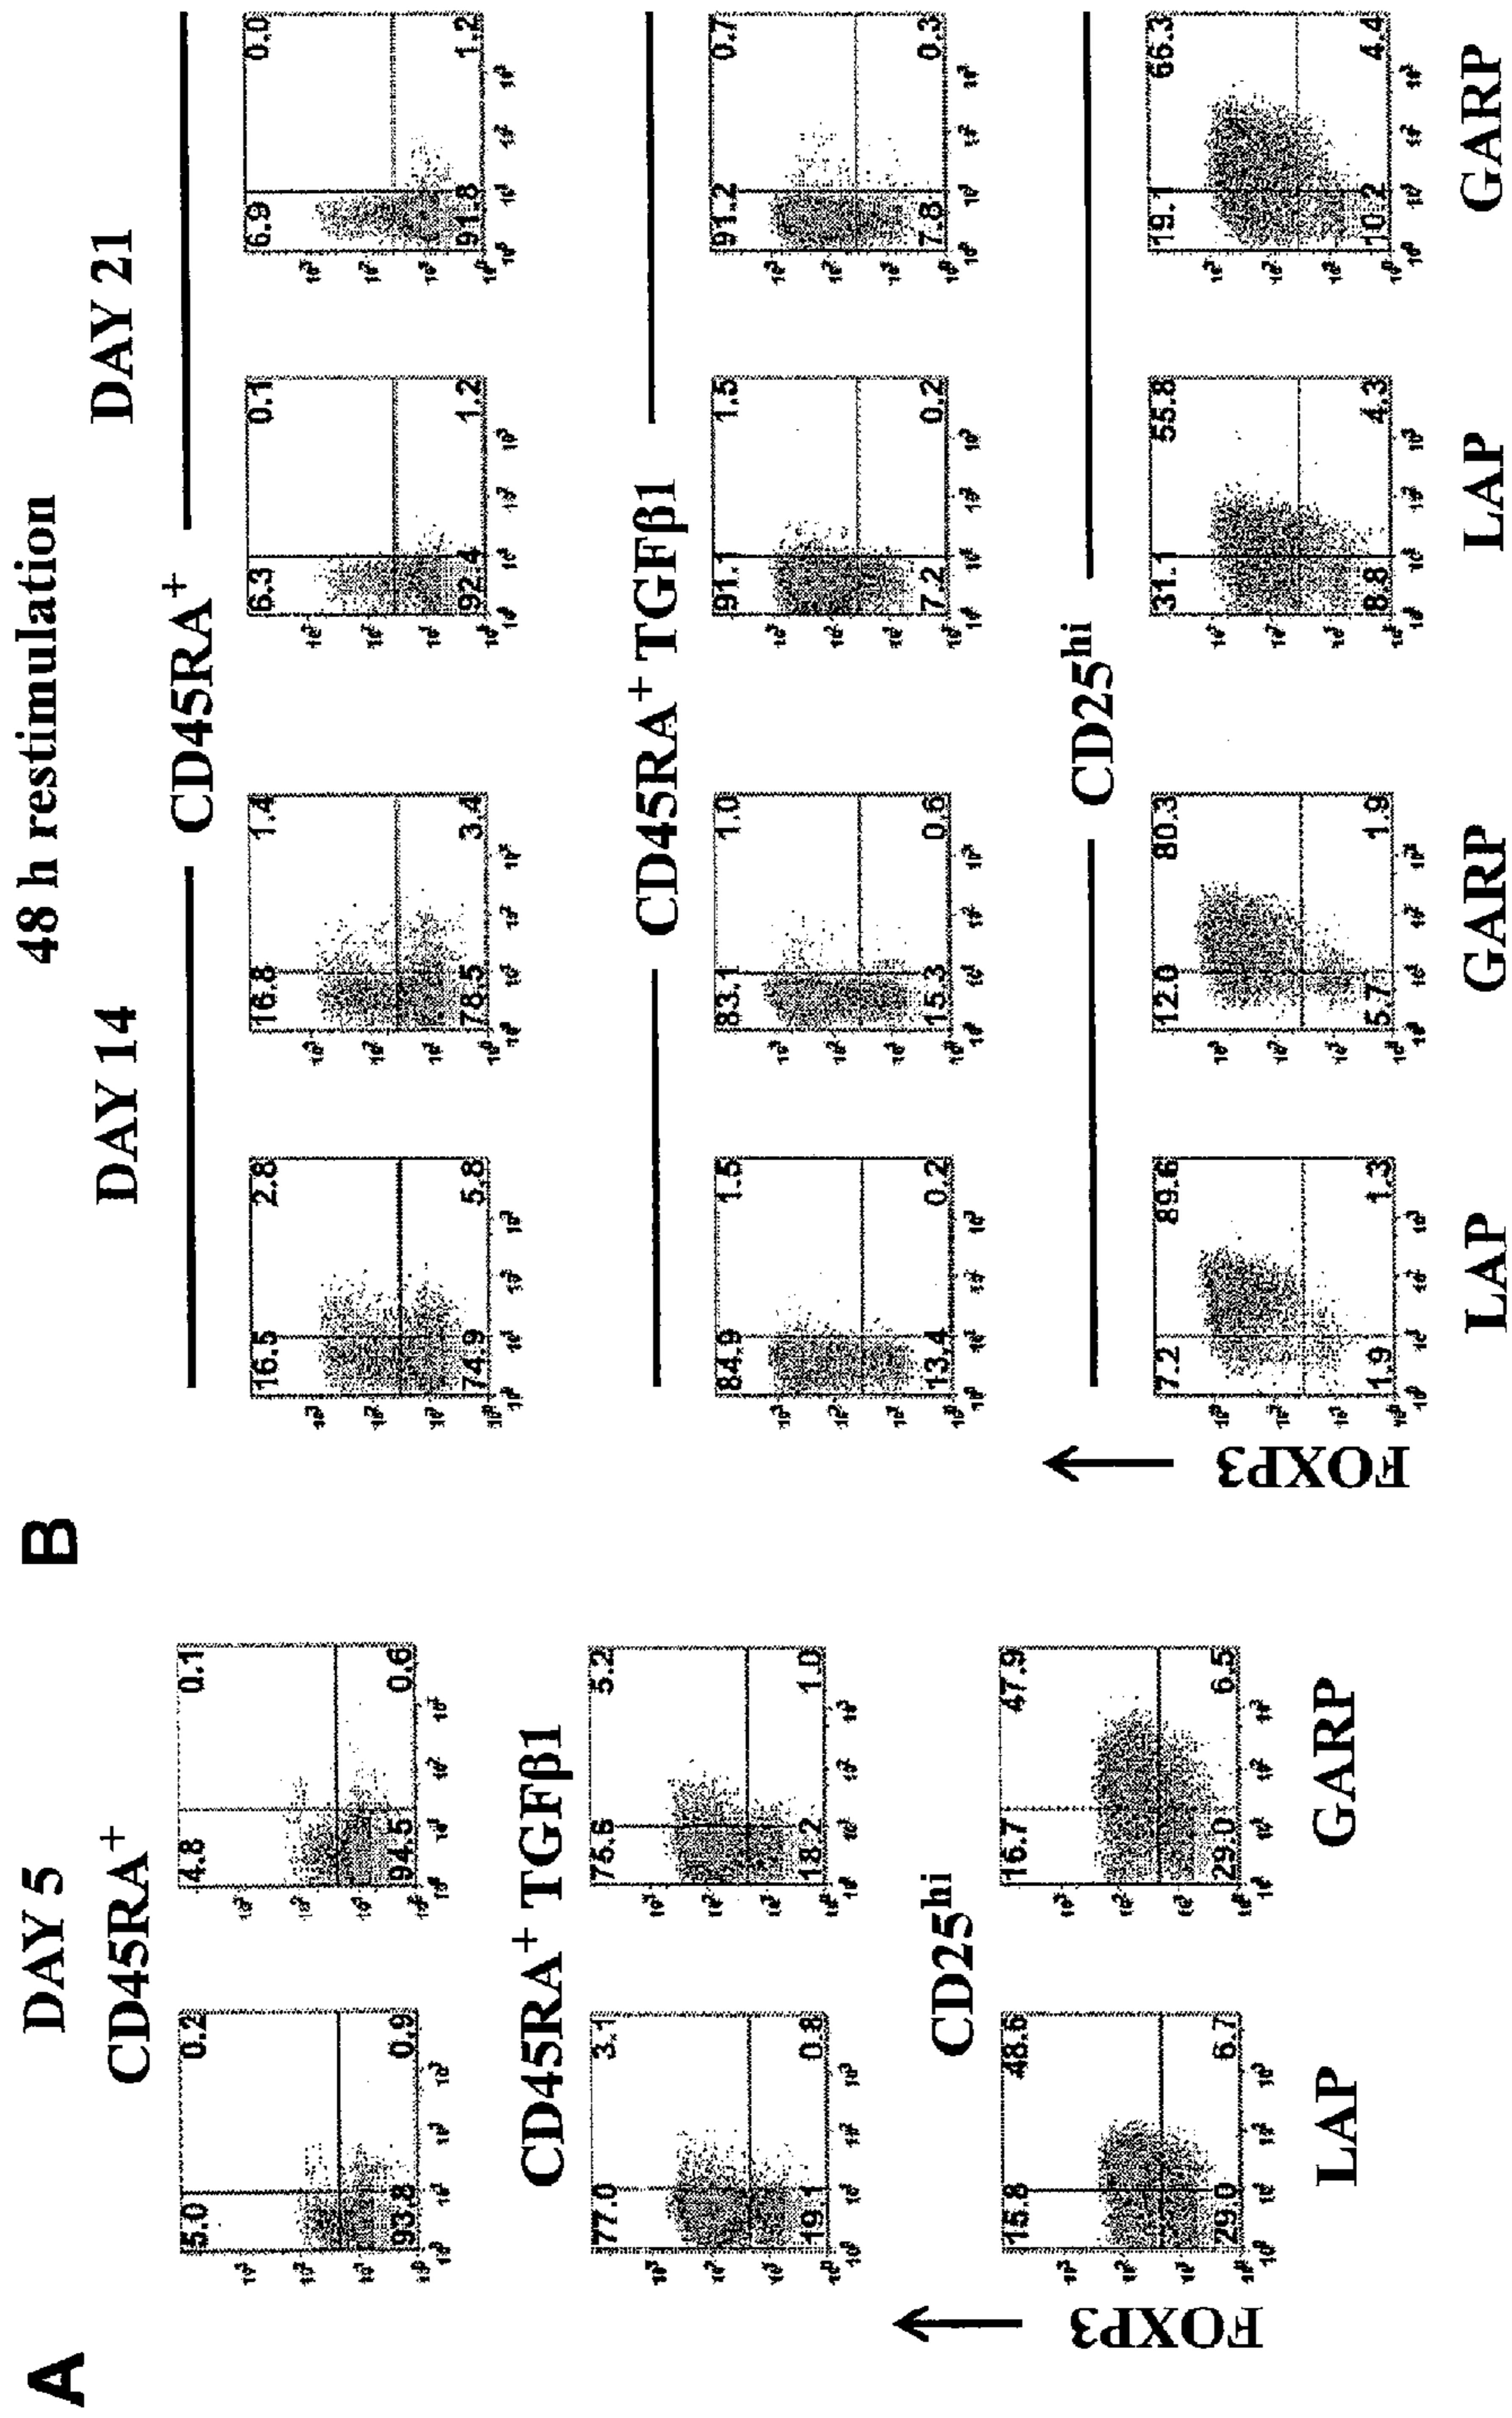 A
DAY 5
CD45RA+
5.0 0.2
93.8 0.9
4.8 0.1
94.5 0.6
CD45RA+ TGFβ1
77.0 3.1
19.1 0.8
75.6 5.2
18.2 1.0
CD25hi
15.8 48.6
29.0 6.7
16.7 47.9
29.0 6.5
FOXP3
LAP GARP
B
48 h restimulation
DAY 14 DAY 21
CD45RA+
16.5 2.8
74.9 5.8
16.8 1.4
78.5 3.4
6.3 0.1
92.4 1.2
6.9 0.0
91.8 1.2
CD45RA+ TGFβ1
84.9 1.5
13.4 0.2
83.1 1.0
15.3 0.6
91.1 1.5
7.2 0.2
91.2 0.7
7.8 0.3
CD25hi
7.2 89.6
1.9 1.3
12.0 80.3
5.7 1.9
31.1 55.8
8.8 4.3
19.1 66.3
10.2 4.4
FOXP3
LAP GARP LAP GARP